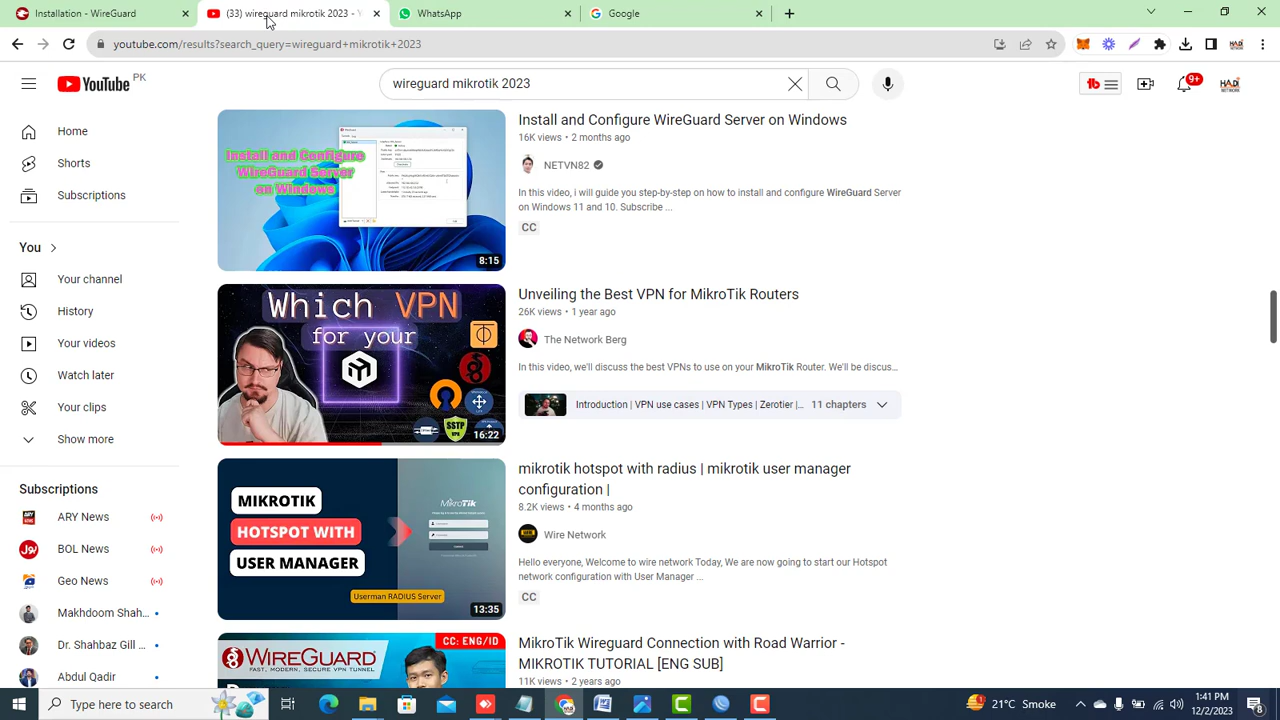 Installation - WireGuard
(33) wireguard mikrotik 2023 - Y
WhatsApp
Google
youtube.com/results?search_query=wireguard+mikrotik+2023
YouTube PK
wireguard mikrotik 2023
9+
Home
Shorts
Subscriptions
You
Your channel
History
Your videos
Watch later
Your clips
Show more
Subscriptions
ARY News
BOL News
Geo News
Makhdoom Shah...
Dr. Shahbaz Gill ...
Abdul Qadir
Install and Configure
WireGuard Server
on Windows
8:15
Install and Configure WireGuard Server on Windows
16K views • 2 months ago
NETVN82
In this video, i will guide you step-by-step how to install and configure WireGuard Server
on Windows 11 and 10. Subscribe ...
CC
Which VPN
for your
SSTP
VPN
16:22
Unveiling the Best VPN for MikroTik Routers
26K views • 1 year ago
The Network Berg
In this video, we'll discuss the best VPNs to use on your MikroTik Router. We'll be discus...
Introduction | VPN use cases | VPN Types | Zerotier |... 11 chapters
MIKROTIK
HOTSPOT WITH
USER MANAGER
MikroTik
Userman RADIUS Server
13:35
mikrotik hotspot with radius | mikrotik user manager
configuration |
8.2K views • 4 months ago
Wire Network
Hello everyone, Welcome to wire network Today, We are now going to start our Hotspot
network configuration with User Manager ...
CC
CC: ENG/ID
WIREGUARD
FAST, MODERN, SECURE VPN TUNNEL
MikroTik Wireguard Connection with Road Warrior -
MIKROTIK TUTORIAL [ENG SUB]
11K views • 2 years ago
Type here to search
21°C Smoke
1:41 PM
12/2/2023